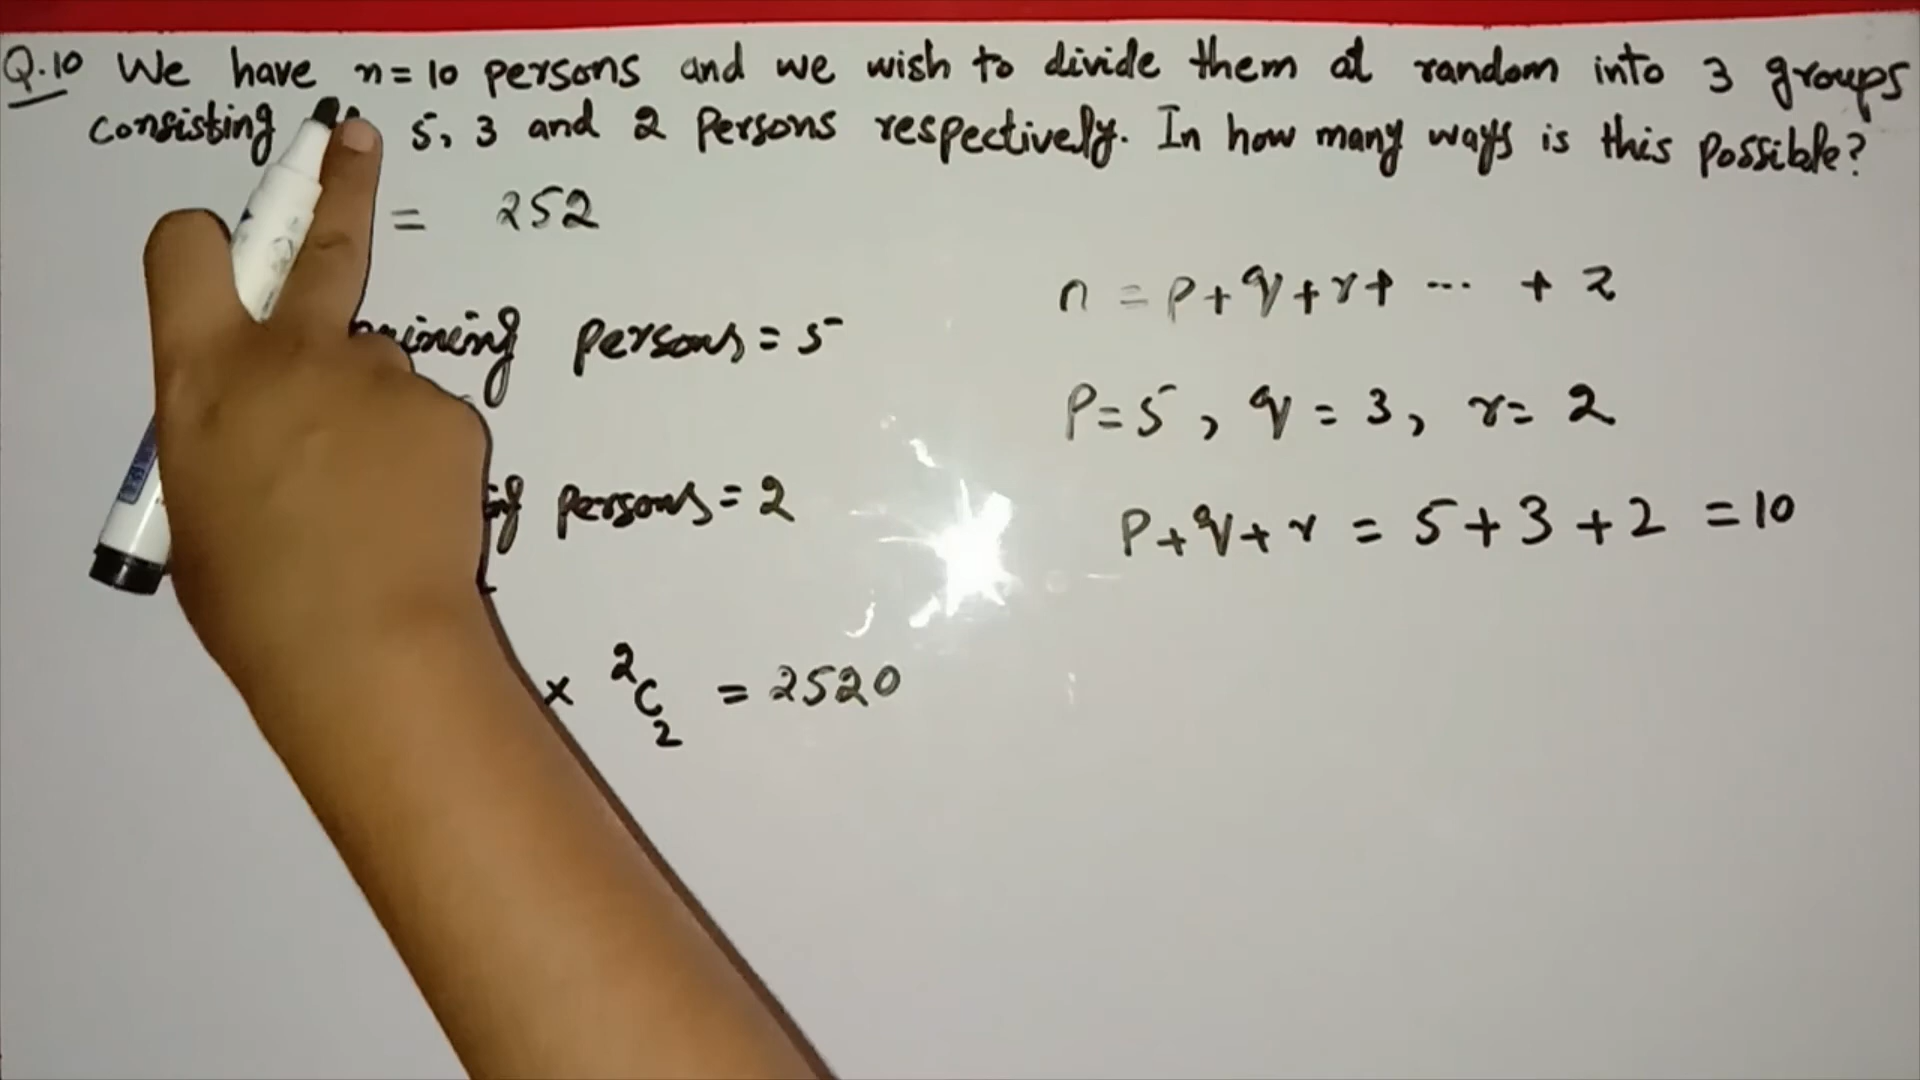 Q.10 We have n = 10 persons and we wish to divide them at random into 3 groups
consisting 5, 3 and 2 Persons respectively. In how many ways is this possible?
= 252
n = p + q + r + ... + z
persons = 5
P = 5, q = 3, r = 2
persons = 2
P + q + r = 5 + 3 + 2 = 10
× ²C₂ = 2520